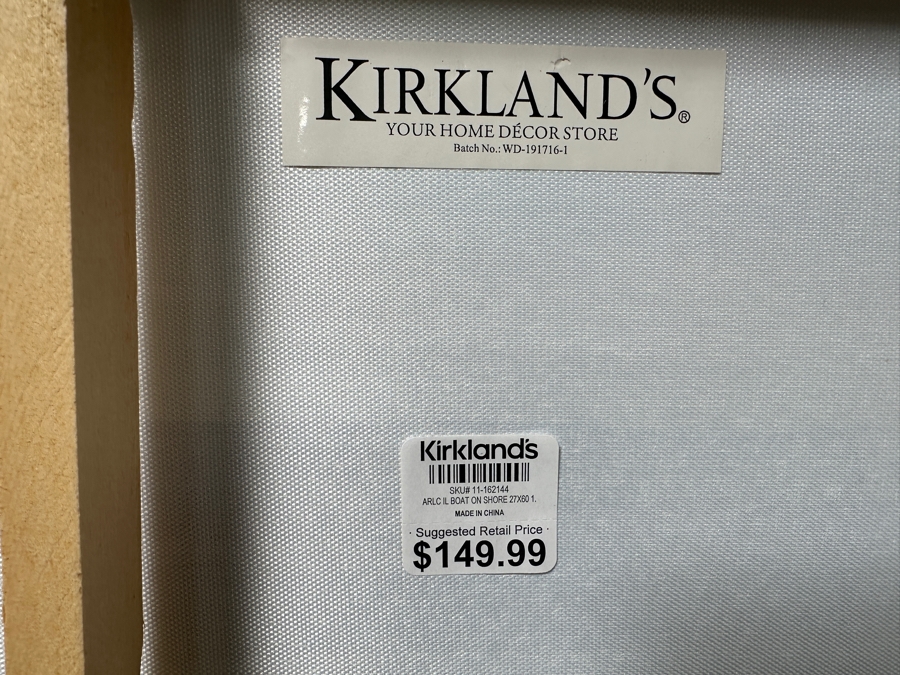 KIRKLAND'S®
YOUR HOME DÉCOR STORE
Batch No.: WD-191716-1
Kirkland's
SKU# 11-162144
ARLC IL BOAT ON SHORE 27X60 1.
MADE IN CHINA
· Suggested Retail Price ·
$149.99